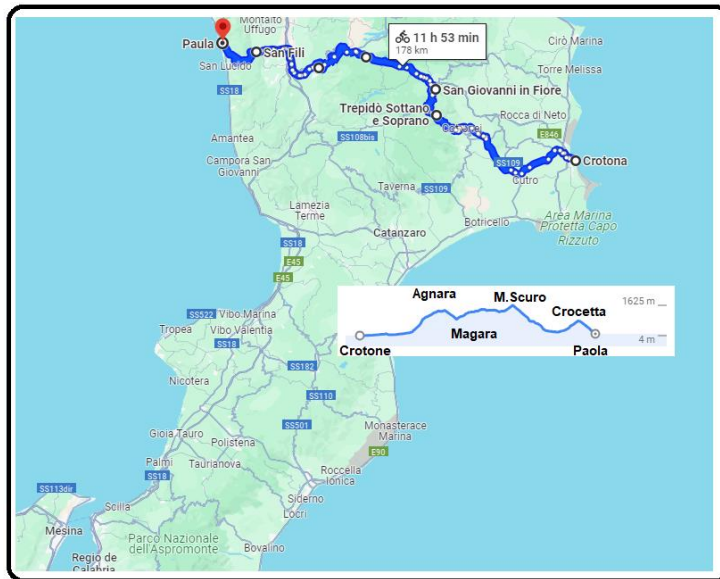 Montalto
Uffugo
Paula
San Fili
San Lucido
SS18
11 h 53 min
178 km
Cirò Marina
Torre Melissa
San Giovanni in Fiore
Trepidò Sottano
e Soprano
Rocca di Neto
E846
SS108bis
Amantea
Campora San
Giovanni
SS109
Crotona
Taverna
SS109
Cutro
Area Marina
Protetta Capo
Rizzuto
Botricello
Lamezia
Terme
SS18
Catanzaro
E45
E45
SS522
Vibo Marina
Tropea
Vibo Valentia
SS18
Agnara
M.Scuro
Crocetta
1625 m
Magara
4 m
Crotone
Paola
SS182
Nicotera
SS110
SS501
Monasterace
Marina
Gioia Tauro
Polistena
E90
Palmi
Taurianova
SS18
Roccella
Ionica
SS113dir
Siderno
Scilla
Locri
Mesina
Parco Nazionale
dell'Aspromonte
Bovalino
Regio de
Calabria